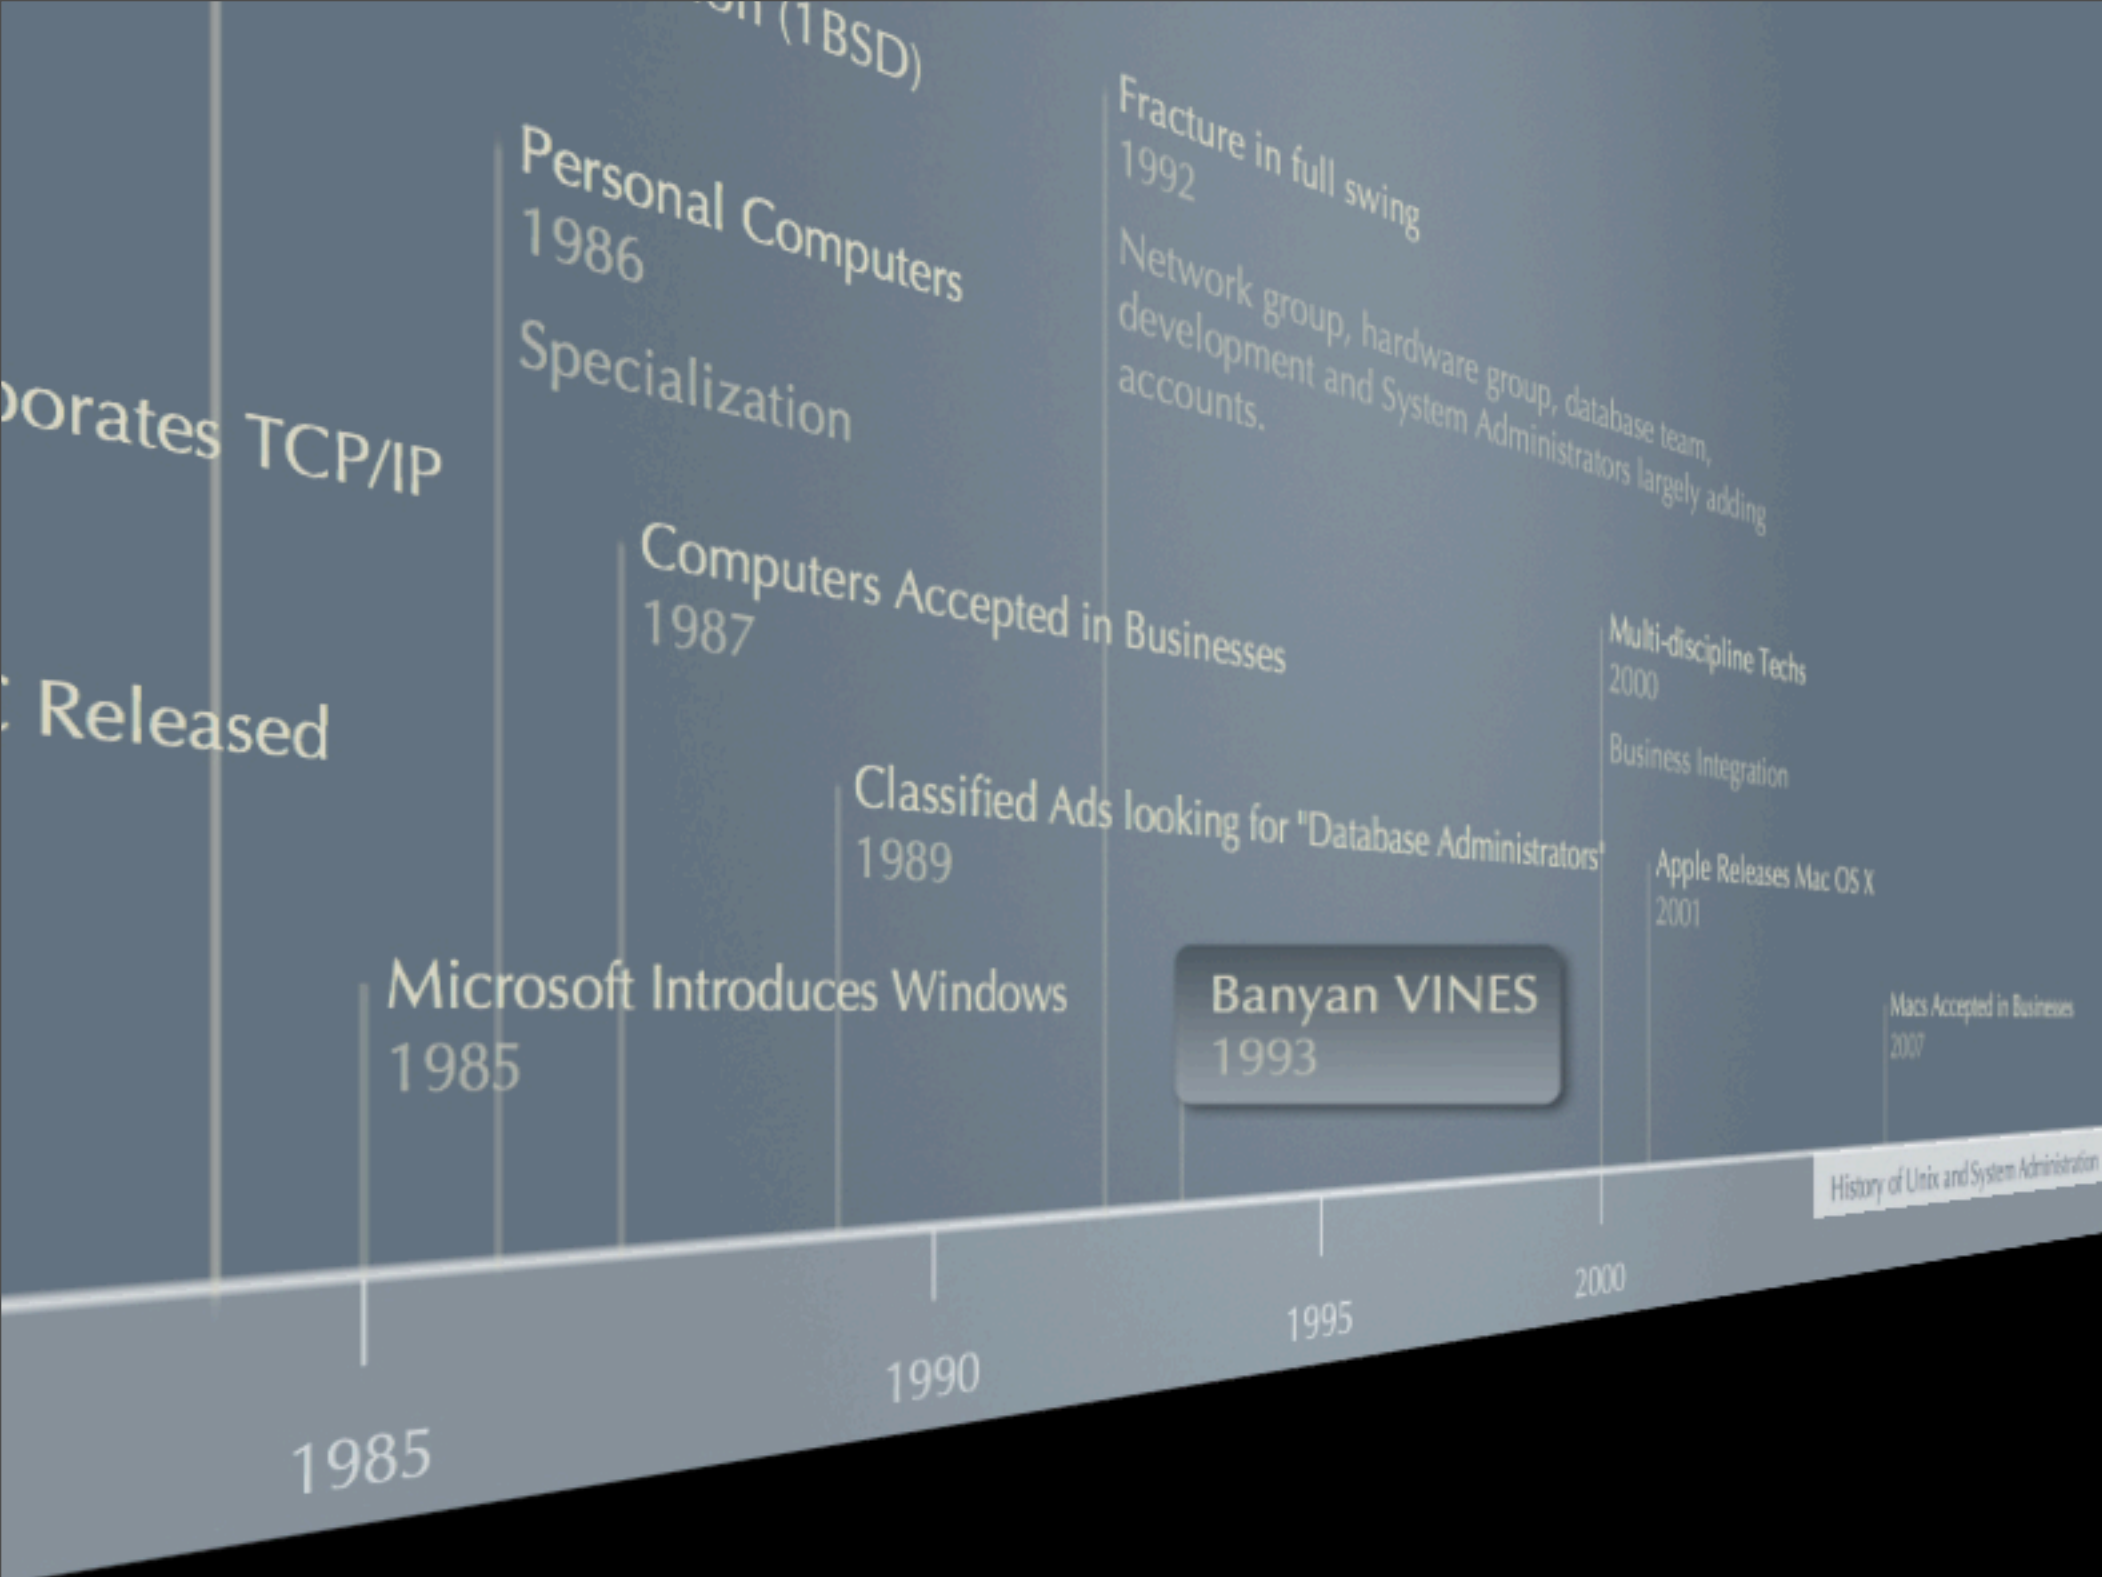 (1BSD)
Fracture in full swing
1992
Network group, hardware group, database team,
development and System Administrators largely adding
accounts.
Personal Computers
1986
Specialization
TCP/IP
Computers Accepted in Businesses
1987
Multi-discipline Techs
2000
Business Integration
Released
Classified Ads looking for "Database Administrators"
1989
Apple Releases Mac OS X
2001
Microsoft Introduces Windows
1985
Banyan VINES
1993
Macs Accepted in Businesses
2007
History of Unix and System Administration
1985
1990
1995
2000